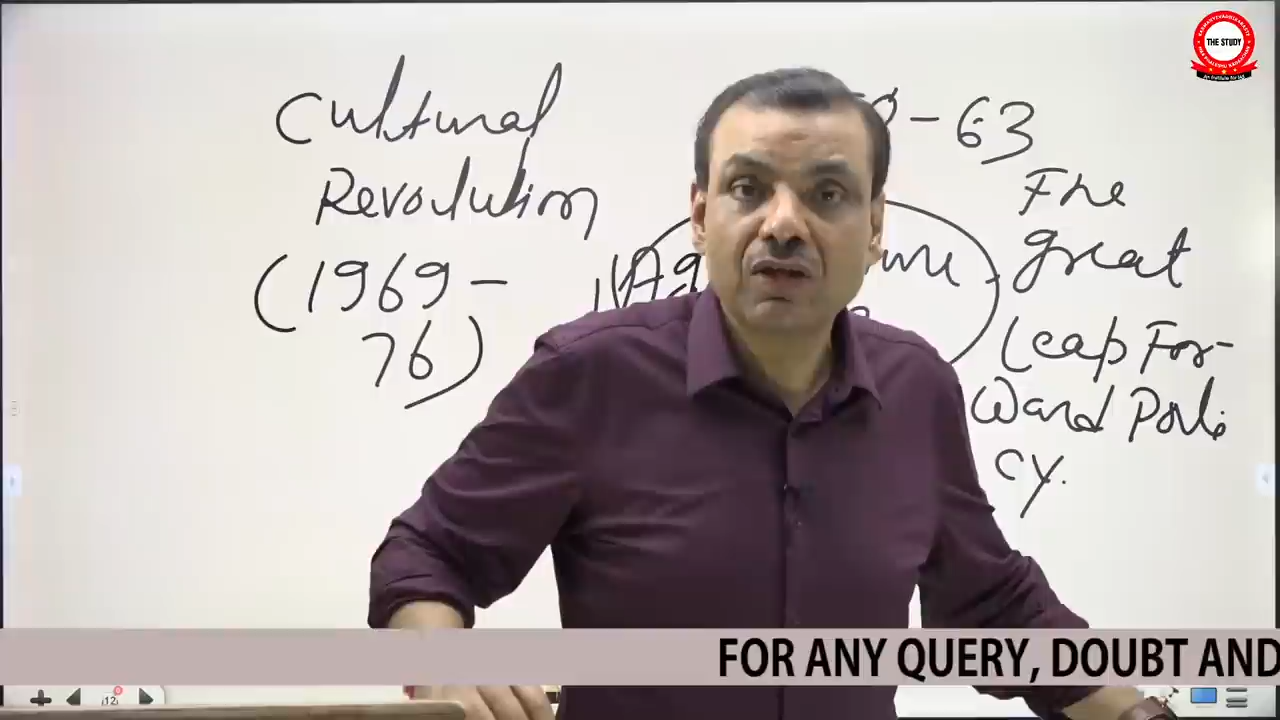 THE STUDY
Cultural
Revolution
(1969-
76)
- 63
The
great
Leap For-
ward Poli
cy.
FOR ANY QUERY, DOUBT AND